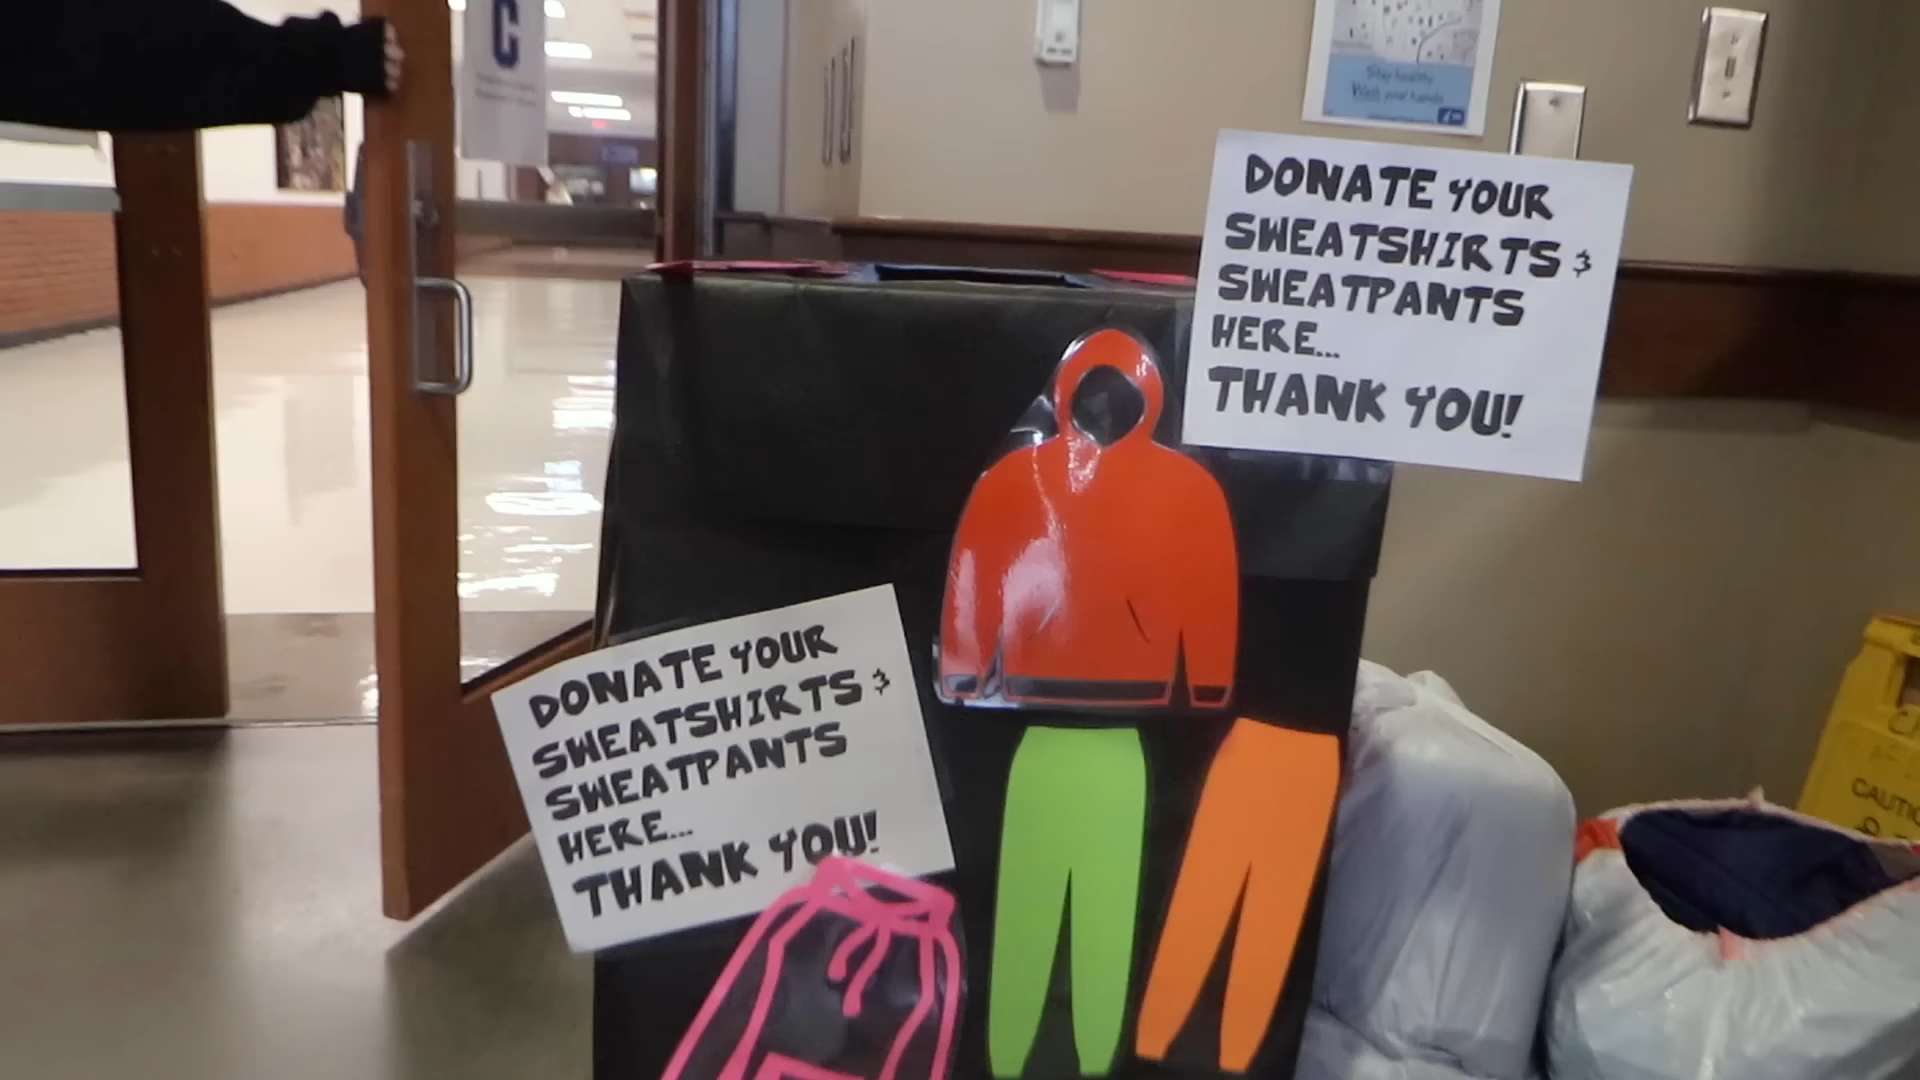 C
Stay healthy
Wash your hands
DONATE YOUR
SWEATSHIRTS &
SWEATPANTS
HERE...
THANK YOU!
DONATE YOUR
SWEATSHIRTS &
SWEATPANTS
HERE...
THANK YOU!